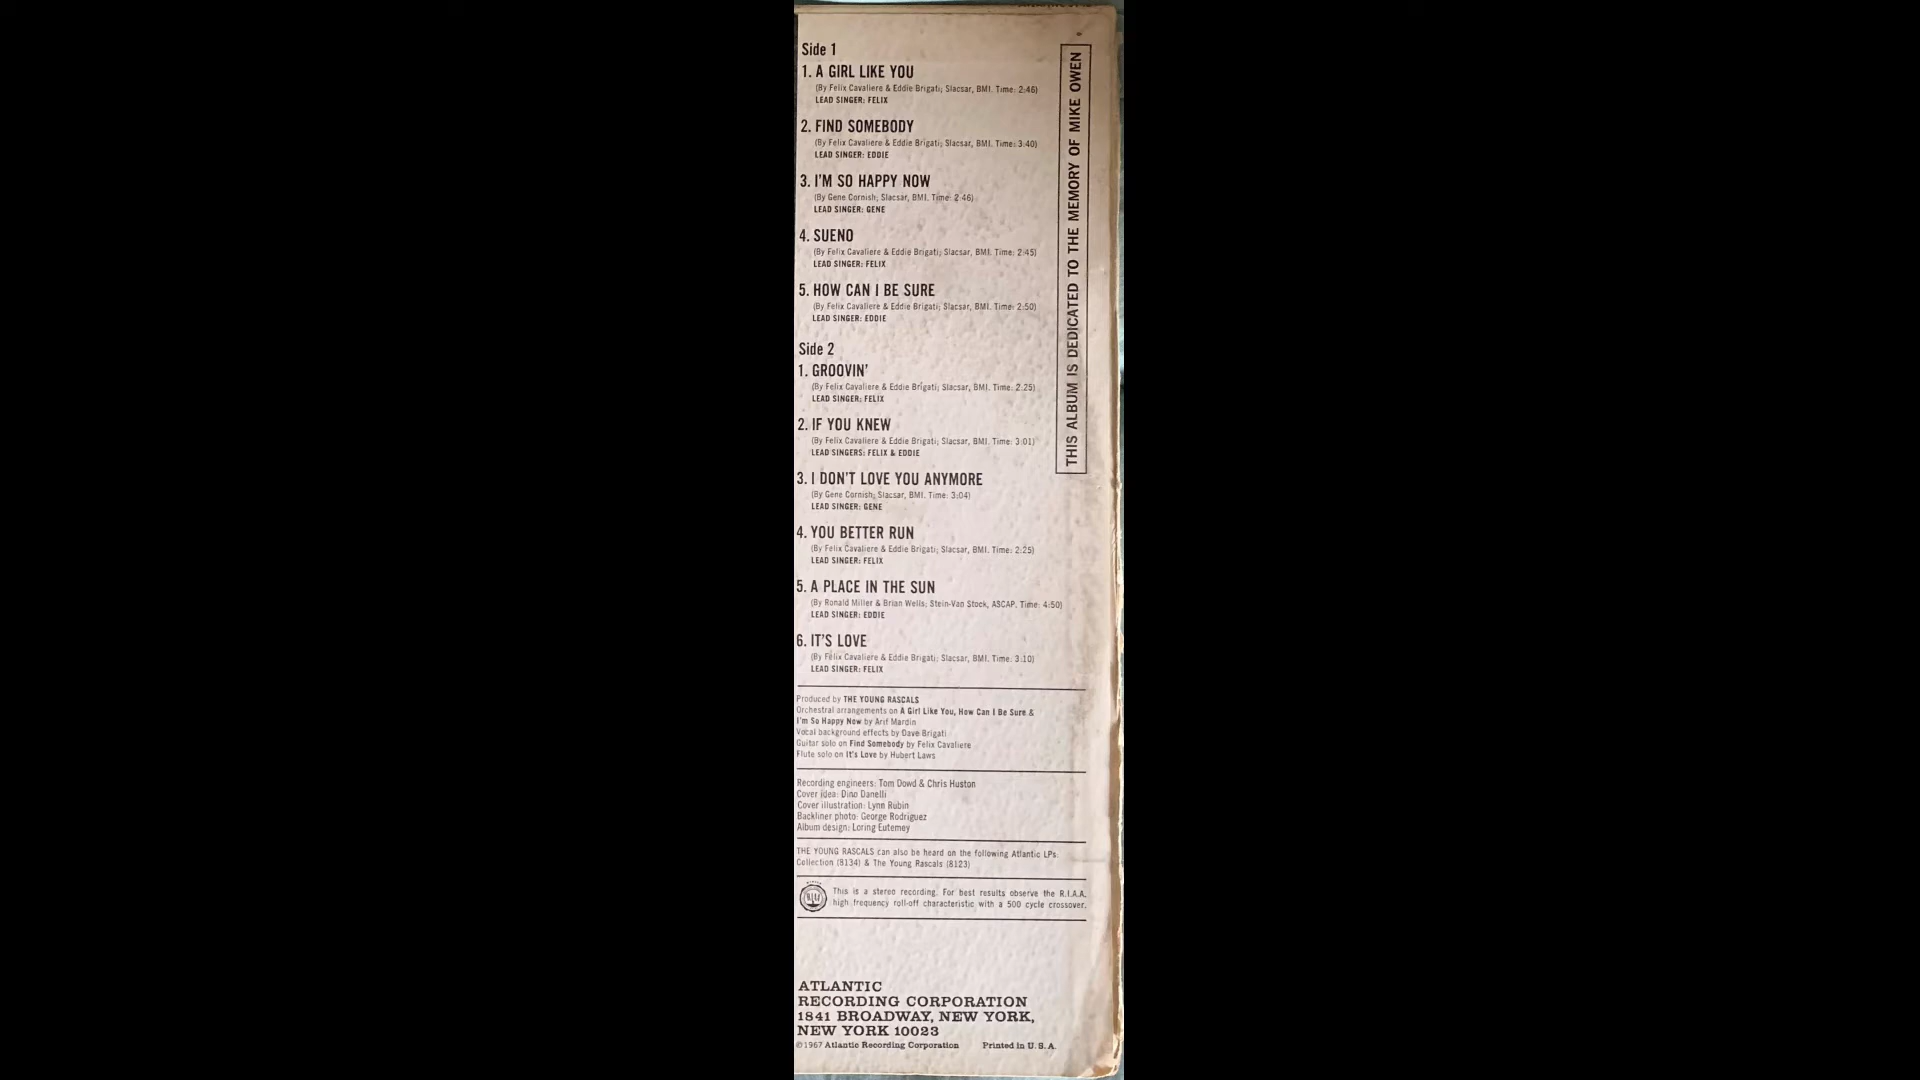 Side 1
1. A GIRL LIKE YOU
(By Felix Cavaliere & Eddie Brigati; Slacsar, BMI. Time: 2:46)
LEAD SINGER: FELIX
2. FIND SOMEBODY
(By Felix Cavaliere & Eddie Brigati; Slacsar, BMI. Time: 3:40)
LEAD SINGER: EDDIE
3. I'M SO HAPPY NOW
(By Gene Cornish; Slacsar, BMI. Time: 2:46)
LEAD SINGER: GENE
4. SUENO
(By Felix Cavaliere & Eddie Brigati; Slacsar, BMI. Time: 2:45)
LEAD SINGER: FELIX
5. HOW CAN I BE SURE
(By Felix Cavaliere & Eddie Brigati; Slacsar, BMI. Time: 2:50)
LEAD SINGER: EDDIE
Side 2
1. GROOVIN'
(By Felix Cavaliere & Eddie Brigati; Slacsar, BMI. Time: 2:25)
LEAD SINGER: FELIX
2. IF YOU KNEW
(By Felix Cavaliere & Eddie Brigati; Slacsar, BMI. Time: 3:01)
LEAD SINGERS: FELIX & EDDIE
3. I DON'T LOVE YOU ANYMORE
(By Gene Cornish; Slacsar, BMI. Time: 3:04)
LEAD SINGER: GENE
4. YOU BETTER RUN
(By Felix Cavaliere & Eddie Brigati; Slacsar, BMI. Time: 2:25)
LEAD SINGER: FELIX
5. A PLACE IN THE SUN
(By Ronald Miller & Brian Wells; Stein-Van Stock, ASCAP. Time: 4:50)
LEAD SINGER: EDDIE
6. IT'S LOVE
(By Felix Cavaliere & Eddie Brigati; Slacsar, BMI. Time: 3:10)
LEAD SINGER: FELIX
THIS ALBUM IS DEDICATED TO THE MEMORY OF MIKE OWEN
Produced by THE YOUNG RASCALS
Orchestral arrangements on A Girl Like You, How Can I Be Sure &
I'm So Happy Now by Arif Mardin
Vocal background effects by Dave Brigati
Guitar solo on Find Somebody by Felix Cavaliere
Flute solo on It's Love by Hubert Laws
Recording engineers: Tom Dowd & Chris Huston
Cover idea: Dino Danelli
Cover illustration: Lynn Rubin
Backliner photo: George Rodriguez
Album design: Loring Eutemey
THE YOUNG RASCALS can also be heard on the following Atlantic LPs:
Collection (8134) & The Young Rascals (8123)
This is a stereo recording. For best results observe the R.I.A.A.
high frequency roll-off characteristic with a 500 cycle crossover.
ATLANTIC
RECORDING CORPORATION
1841 BROADWAY, NEW YORK,
NEW YORK 10023
©1967 Atlantic Recording Corporation Printed in U.S.A.